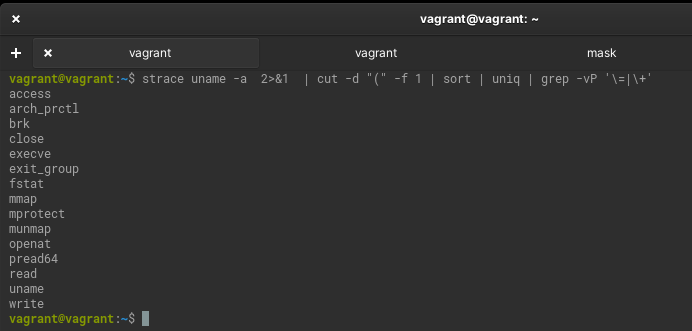 × vagrant@vagrant: ~
+ × vagrant vagrant mask
vagrant@vagrant:~$ strace uname -a  2>&1  | cut -d "(" -f 1 | sort | uniq | grep -vP '\=|\+'
access
arch_prctl
brk
close
execve
exit_group
fstat
mmap
mprotect
munmap
openat
pread64
read
uname
write
vagrant@vagrant:~$